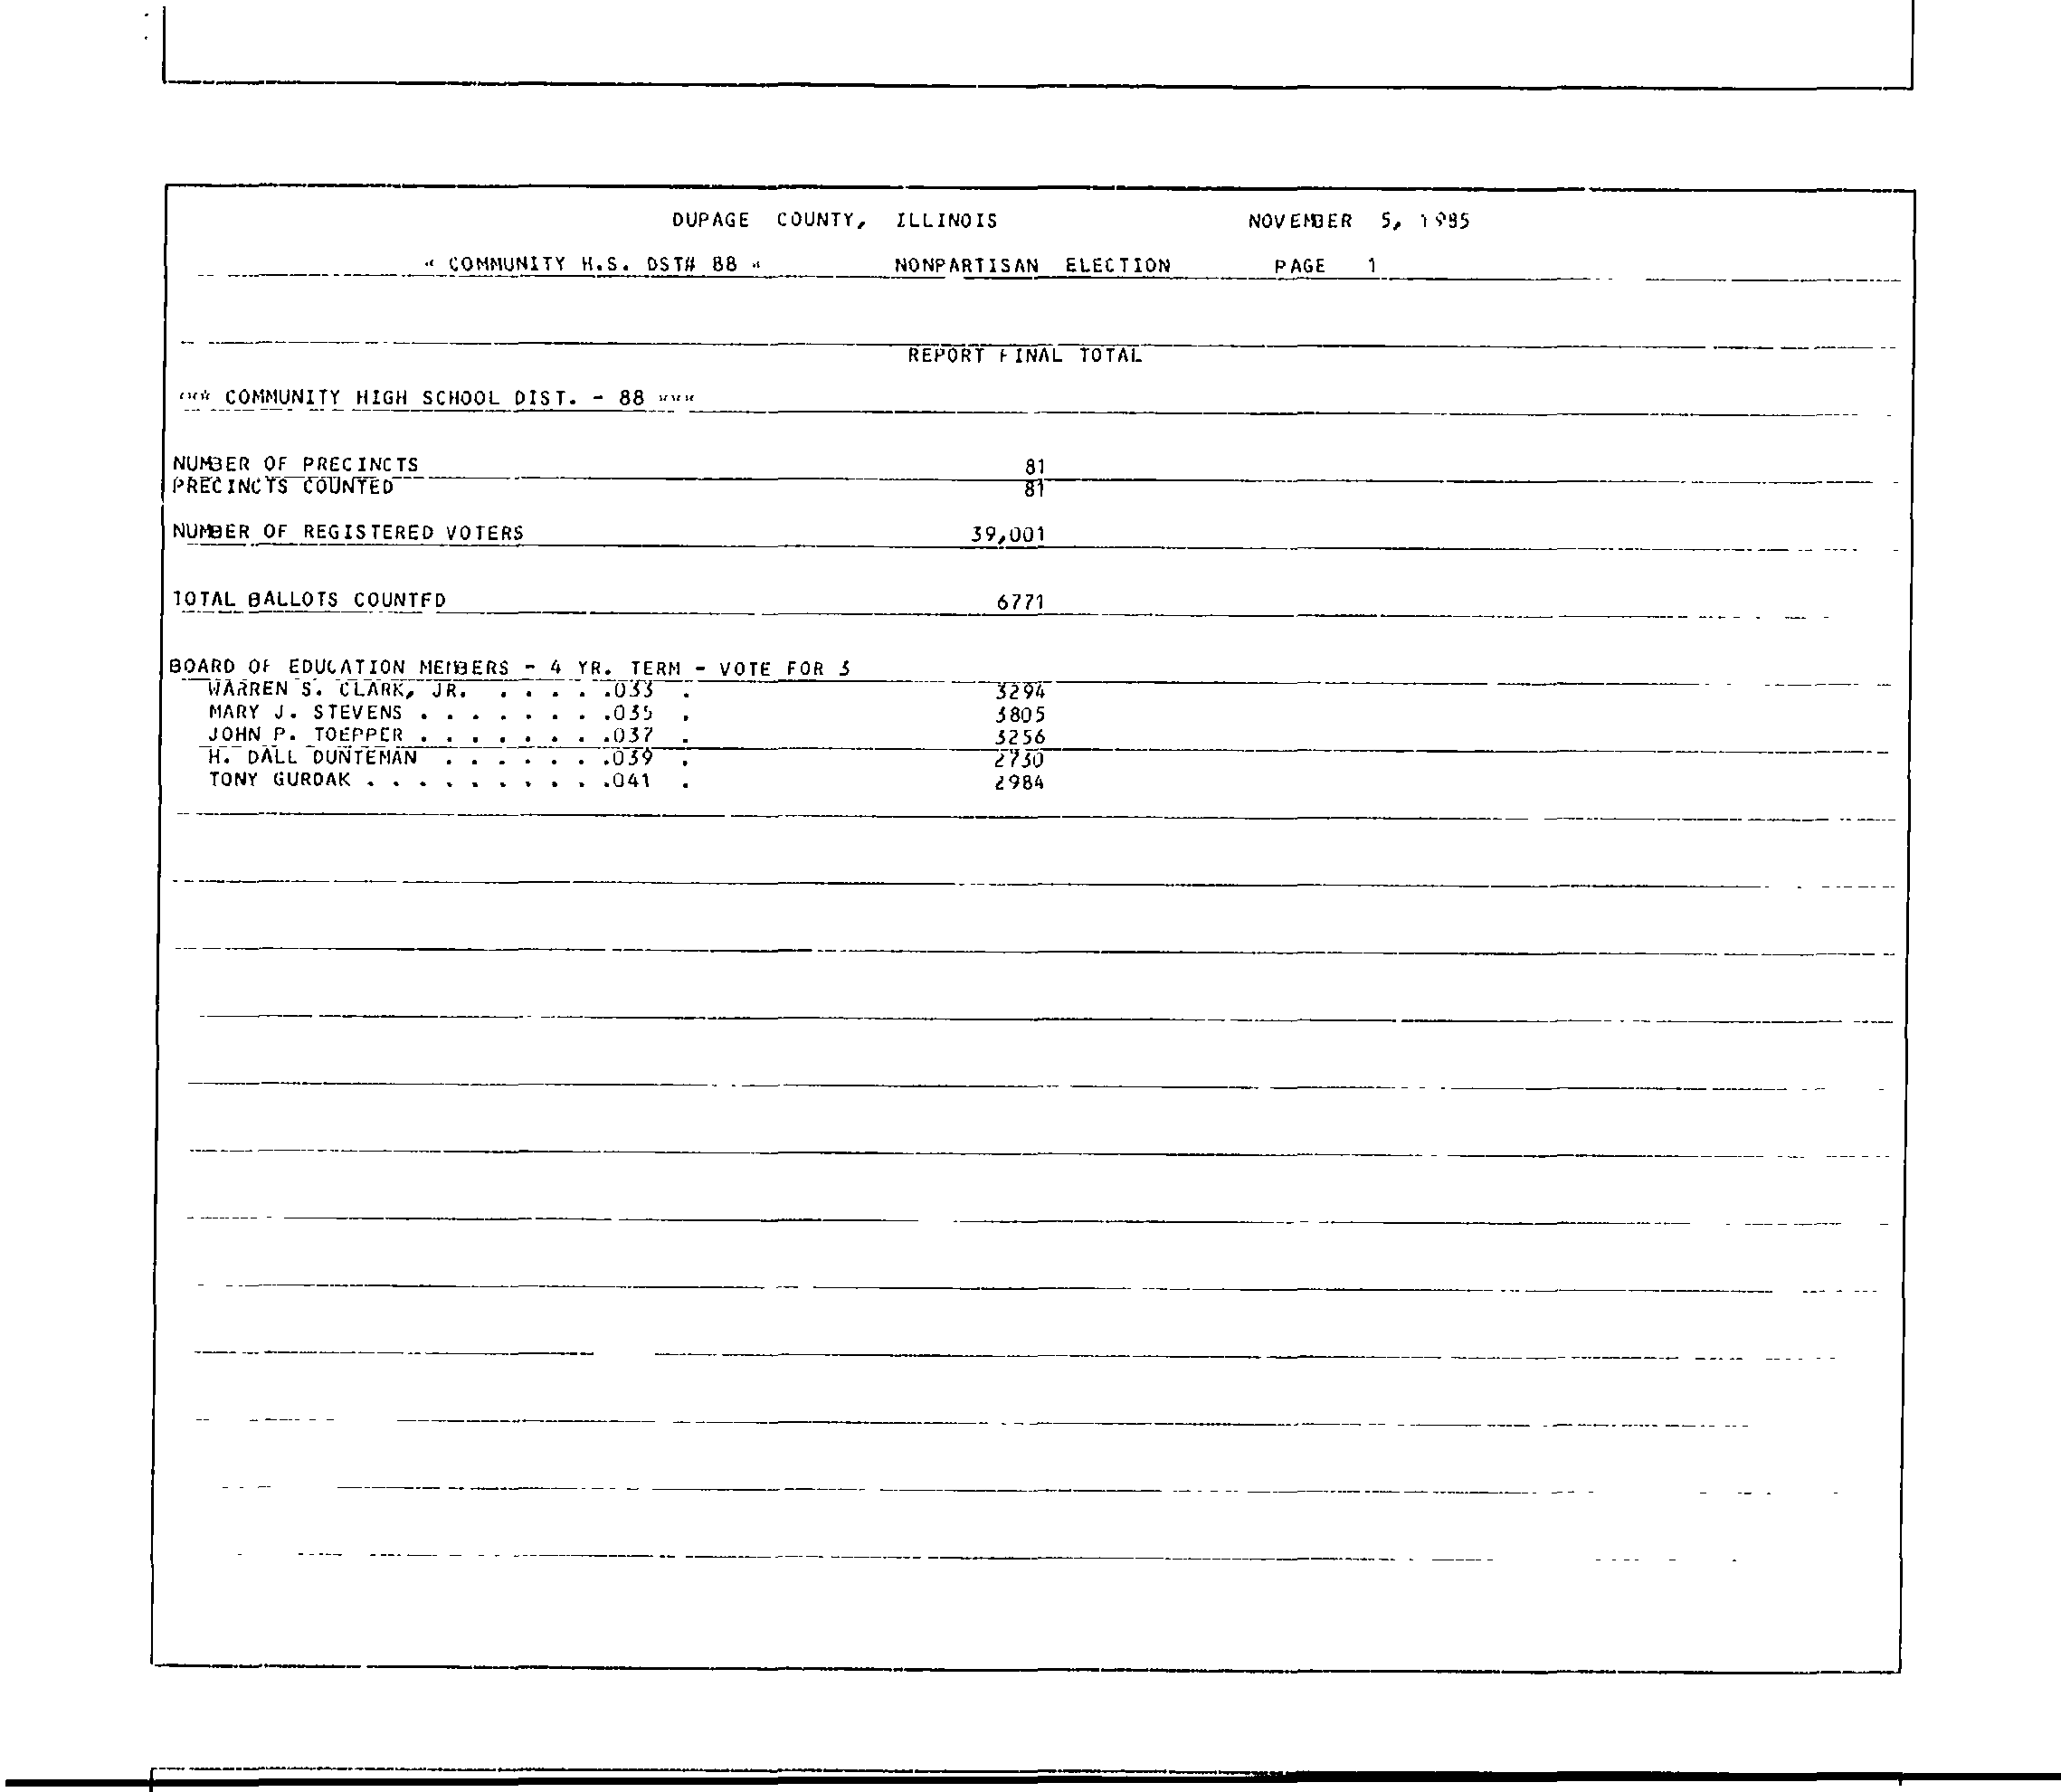 DUPAGE COUNTY, ILLINOIS NOVEMBER 5, 1985
* COMMUNITY H.S. DST# 88 * NONPARTISAN ELECTION PAGE 1
REPORT FINAL TOTAL
*** COMMUNITY HIGH SCHOOL DIST. - 88 ***
NUMBER OF PRECINCTS 81
PRECINCTS COUNTED 81
NUMBER OF REGISTERED VOTERS 39,001
TOTAL BALLOTS COUNTED 6771
BOARD OF EDUCATION MEMBERS - 4 YR. TERM - VOTE FOR 3
WARREN S. CLARK, JR. . . . . .033 . 3294
MARY J. STEVENS . . . . . . . .035 . 3805
JOHN P. TOEPPER . . . . . . . .037 . 3256
H. DALL DUNTEMAN . . . . . . .039 . 2730
TONY GURDAK . . . . . . . . . .041 . 2984